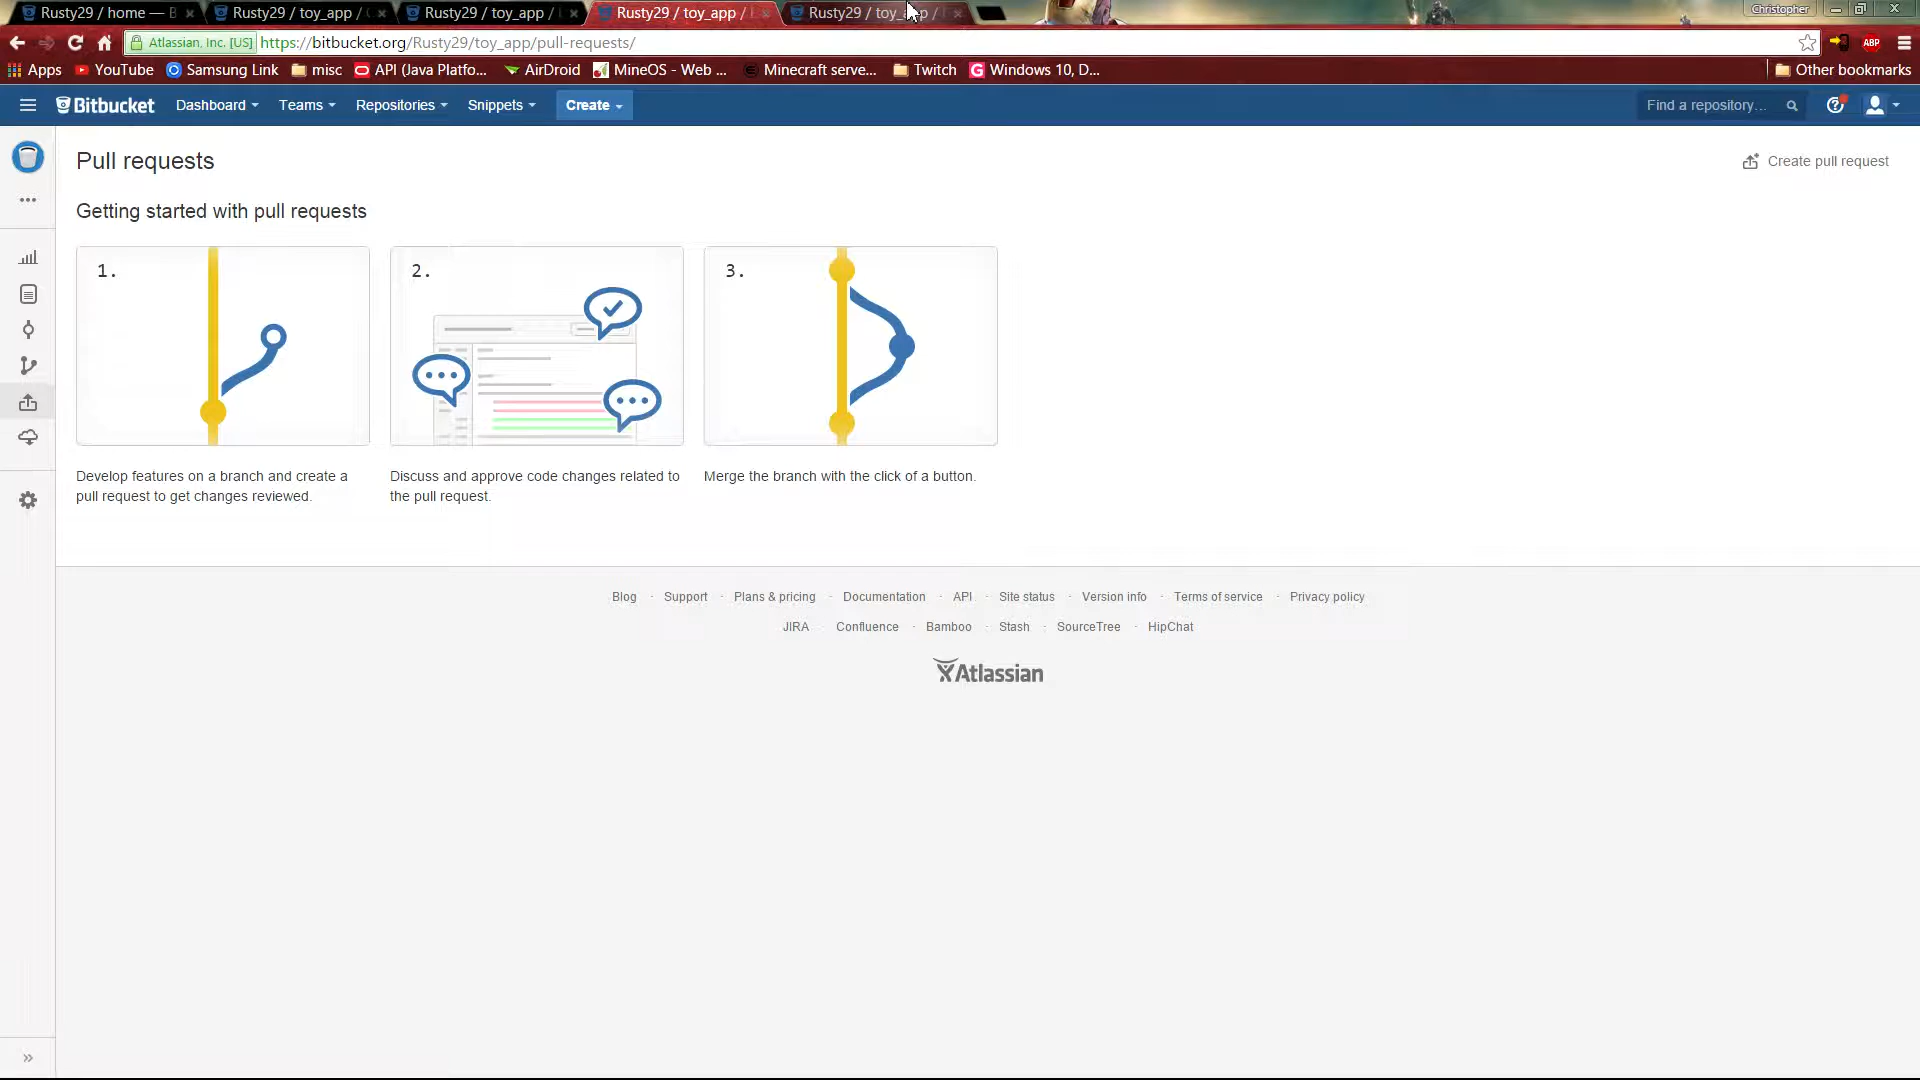 Rusty29 / home — B
Rusty29 / toy_app /
Rusty29 / toy_app /
Rusty29 / toy_app /
Rusty29 / toy_app /
Christopher
Atlassian, Inc. [US] https://bitbucket.org/Rusty29/toy_app/pull-requests/
ABP
Apps YouTube Samsung Link misc API (Java Platfo... AirDroid MineOS - Web ... Minecraft serve... Twitch Windows 10, D... Other bookmarks
Bitbucket Dashboard Teams Repositories Snippets Create Find a repository...
Pull requests
Create pull request
Getting started with pull requests
1.
2.
3.
Develop features on a branch and create a
pull request to get changes reviewed.
Discuss and approve code changes related to
the pull request.
Merge the branch with the click of a button.
Blog · Support · Plans & pricing · Documentation · API · Site status · Version info · Terms of service · Privacy policy
JIRA · Confluence · Bamboo · Stash · SourceTree · HipChat
Atlassian